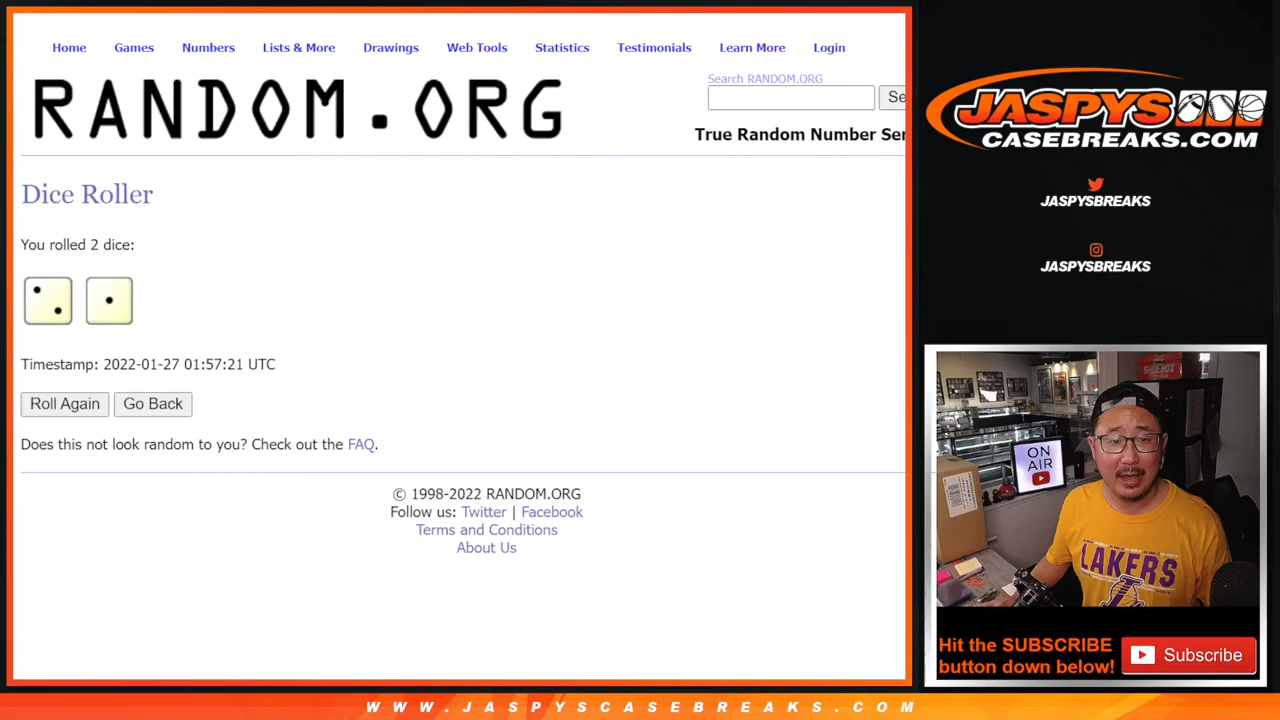 Home Games Numbers Lists & More Drawings Web Tools Statistics Testimonials Learn More Login
RANDOM.ORG
Search RANDOM.ORG
Se
True Random Number Ser
Dice Roller
You rolled 2 dice:
Timestamp: 2022-01-27 01:57:21 UTC
Roll Again Go Back
Does this not look random to you? Check out the FAQ.
© 1998-2022 RANDOM.ORG
Follow us: Twitter | Facebook
Terms and Conditions
About Us
JASPYS
CASEBREAKS.COM
JASPYSBREAKS
JASPYSBREAKS
SHOEBOX
ON
AIR
LAKERS
Hit the SUBSCRIBE
button down below!
Subscribe
WWW.JASPYSCASEBREAKS.COM